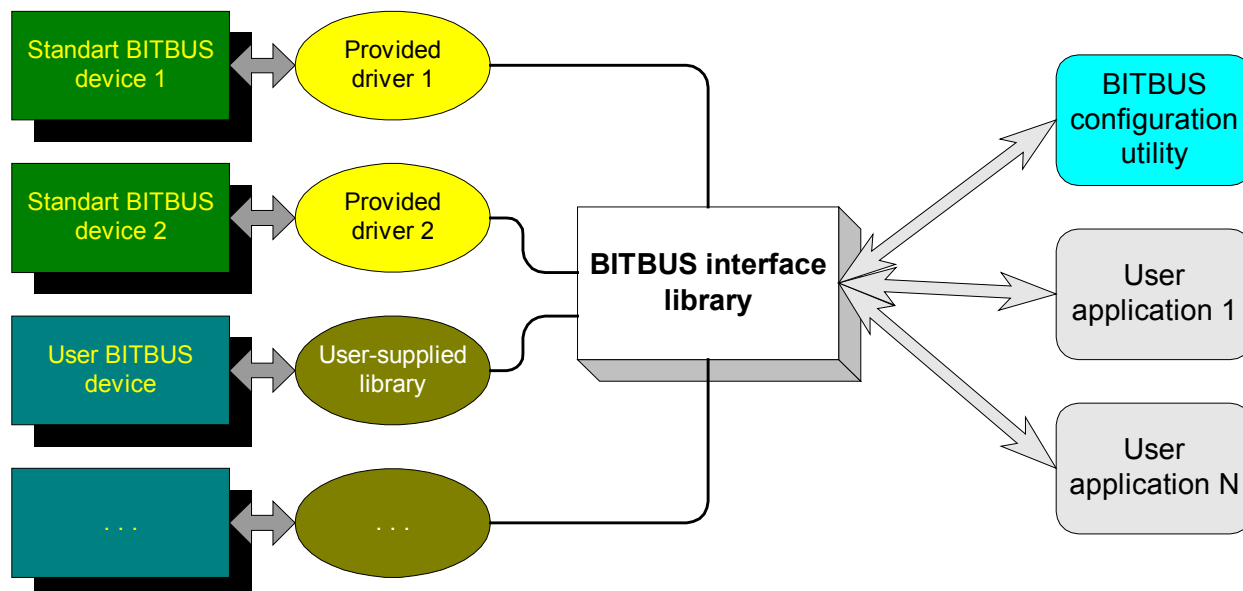 Standart BITBUS
device 1
Provided
driver 1
BITBUS
configuration
utility
Standart BITBUS
device 2
Provided
driver 2
BITBUS interface
library
User
application 1
User BITBUS
device
User-supplied
library
User
application N
. . .
. . .